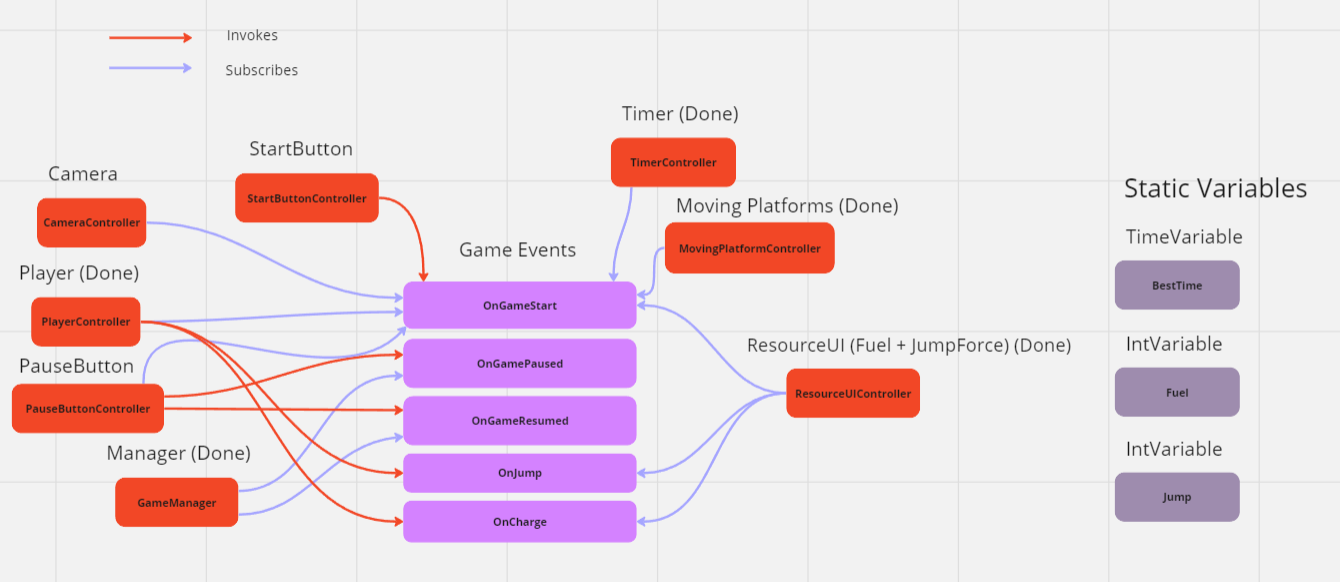 Invokes
Subscribes
Timer (Done)
TimerController
StartButton
StartButtonController
Camera
CameraController
Static Variables
Moving Platforms (Done)
MovingPlatformController
TimeVariable
BestTime
Game Events
Player (Done)
PlayerController
OnGameStart
PauseButton
PauseButtonController
OnGamePaused
ResourceUI (Fuel + JumpForce) (Done)
ResourceUIController
IntVariable
Fuel
OnGameResumed
Manager (Done)
GameManager
OnJump
OnCharge
IntVariable
Jump